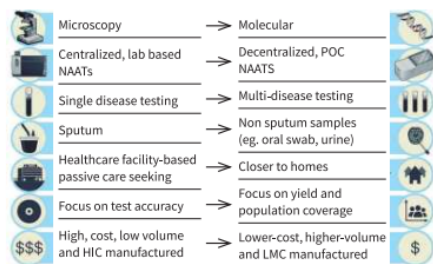 Microscopy → Molecular
Centralized, lab based → Decentralized, POC
NAATs NAATS
Single disease testing → Multi-disease testing
Sputum → Non sputum samples
(eg. oral swab, urine)
Healthcare facility-based → Closer to homes
passive care seeking
Focus on test accuracy → Focus on yield and
population coverage
$$$ High, cost, low volume → Lower-cost, higher-volume $
and HIC manufactured and LMC manufactured